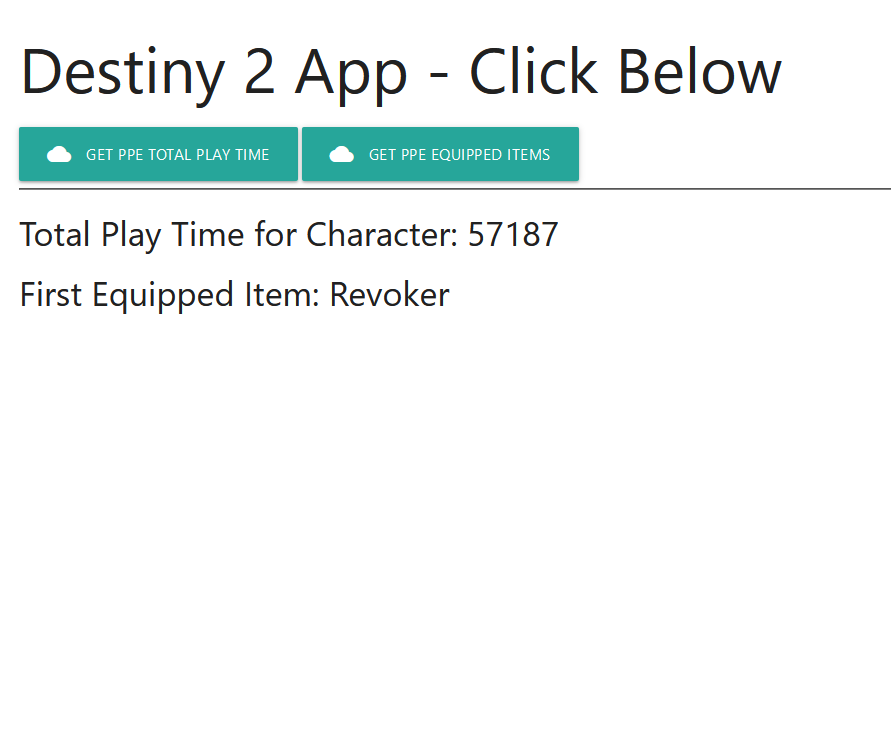 Destiny 2 App - Click Below
GET PPE TOTAL PLAY TIME GET PPE EQUIPPED ITEMS
Total Play Time for Character: 57187
First Equipped Item: Revoker